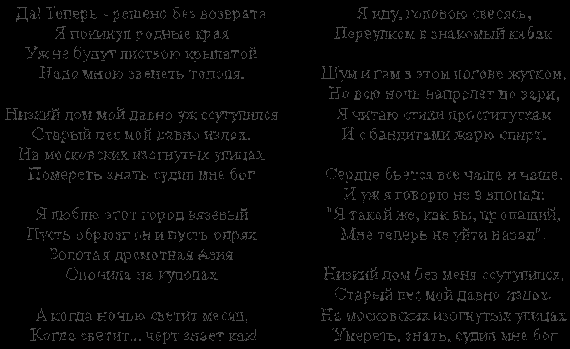 Да! Теперь - решено без возврата
Я покинул родные края
Уж не будут листвою крылатой
Надо мною звенеть тополя.
Низкий дом мой давно уж ссутулился
Старый пес мой давно издох.
На московских изогнутых улицах
Помереть знать судил мне бог
Я люблю этот город вязевый
Пусть обрюзг он и пусть одрях
Золотая дремотная Азия
Опочила на куполах
А когда ночью светит месяц,
Когда светит... черт знает как!
Я иду, головою свесясь,
Переулком в знакомый кабак
Шум и гам в этом логове жутком,
Но всю ночь напролет до зари,
Я читаю стихи проституткам
И с бандитами жарю спирт.
Сердце бьется все чаще и чаще,
И уж я говорю не в впопад:
"Я такой же, как вы, пропащий,
Мне теперь не уйти назад".
Низкий дом без меня ссутулится,
Старый пес мой давно издох.
На московских изогнутых улицах
Умереть, знать, судил мне бог